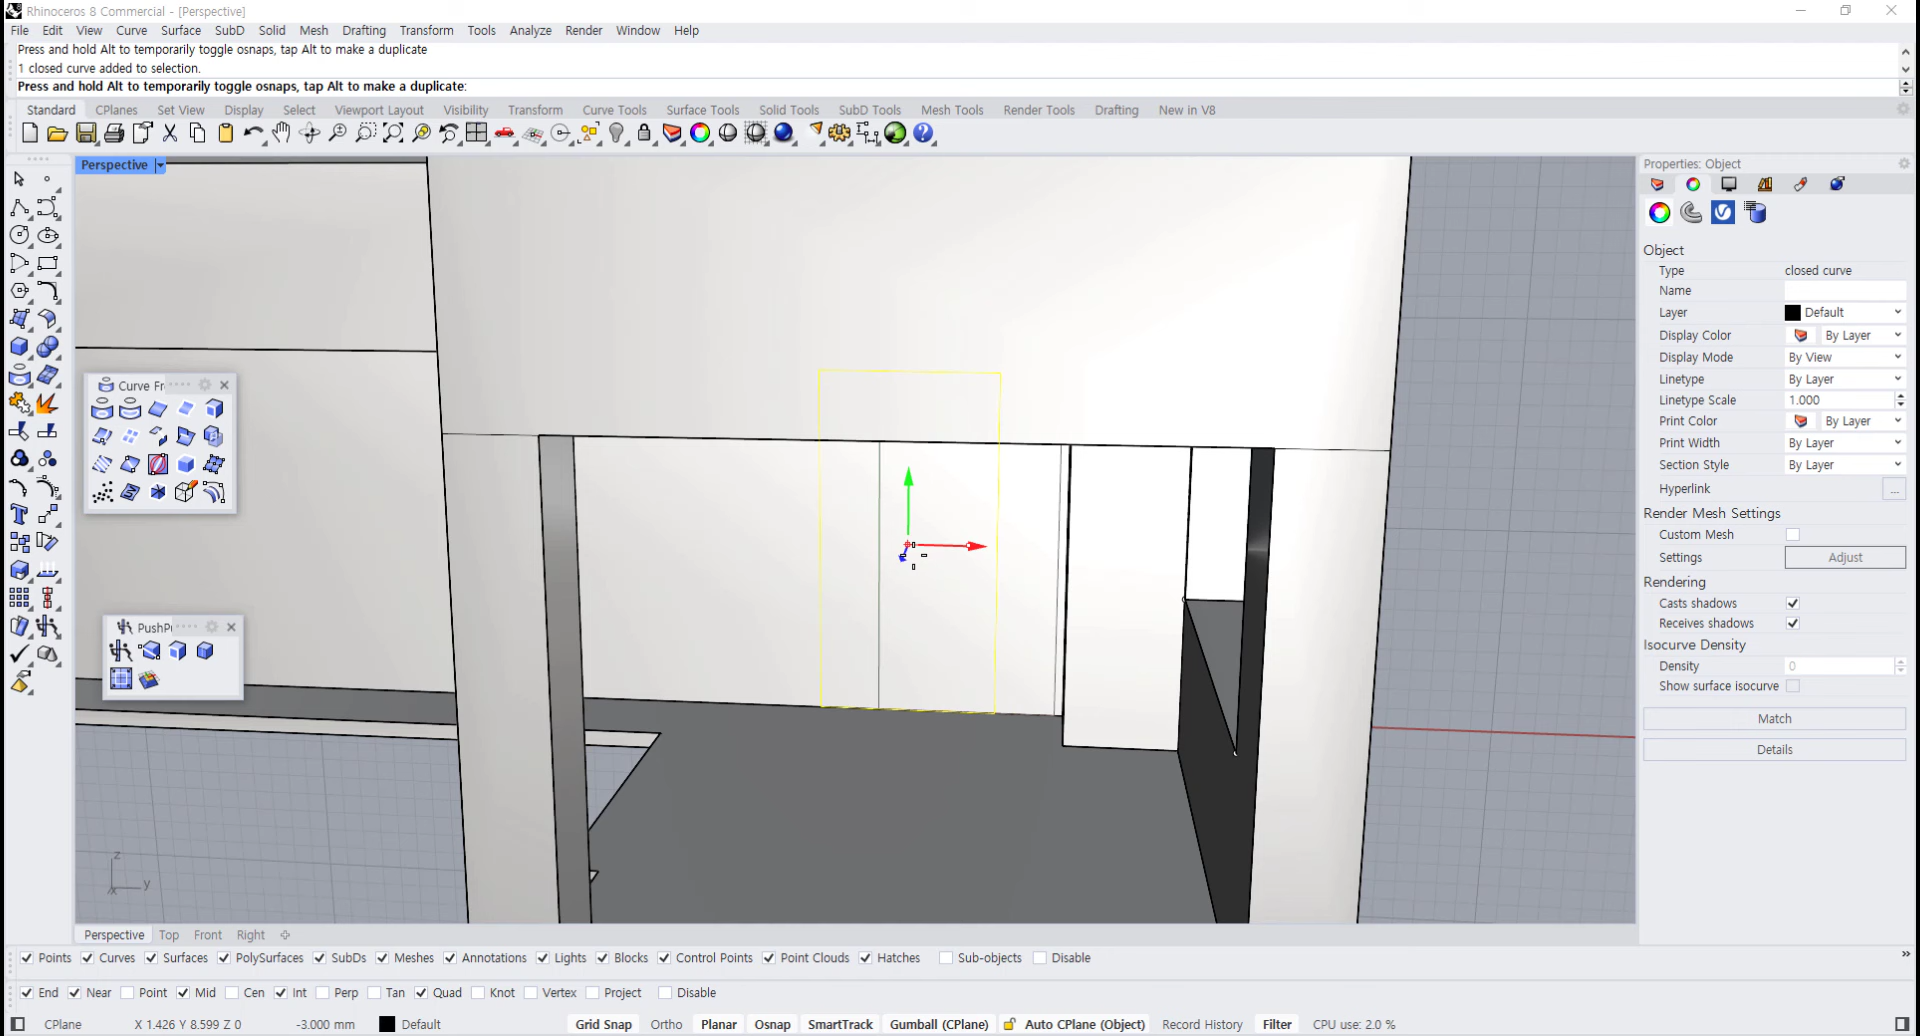 Rhinoceros 8 Commercial - [Perspective]
File Edit View Curve Surface SubD Solid Mesh Drafting Transform Tools Analyze Render Window Help
Press and hold Alt to temporarily toggle osnaps, tap Alt to make a duplicate
1 closed curve added to selection.
Press and hold Alt to temporarily toggle osnaps, tap Alt to make a duplicate:
Standard CPlanes Set View Display Select Viewport Layout Visibility Transform Curve Tools Surface Tools Solid Tools SubD Tools Mesh Tools Render Tools Drafting New in V8
Perspective
Properties: Object
Object
Type closed curve
Name
Layer Default
Display Color By Layer
Display Mode By View
Linetype By Layer
Linetype Scale 1.000
Print Color By Layer
Print Width By Layer
Section Style By Layer
Hyperlink ...
Render Mesh Settings
Custom Mesh
Settings Adjust
Rendering
Casts shadows
Receives shadows
Isocurve Density
Density 0
Show surface isocurve
Match
Details
Curve Fr
PushP
z
y
x
Perspective Top Front Right
Points Curves Surfaces PolySurfaces SubDs Meshes Annotations Lights Blocks Control Points Point Clouds Hatches Sub-objects Disable
End Near Point Mid Cen Int Perp Tan Quad Knot Vertex Project Disable
CPlane X 1.426 Y 8.599 Z 0 -3.000 mm Default Grid Snap Ortho Planar Osnap SmartTrack Gumball (CPlane) Auto CPlane (Object) Record History Filter CPU use: 2.0 %